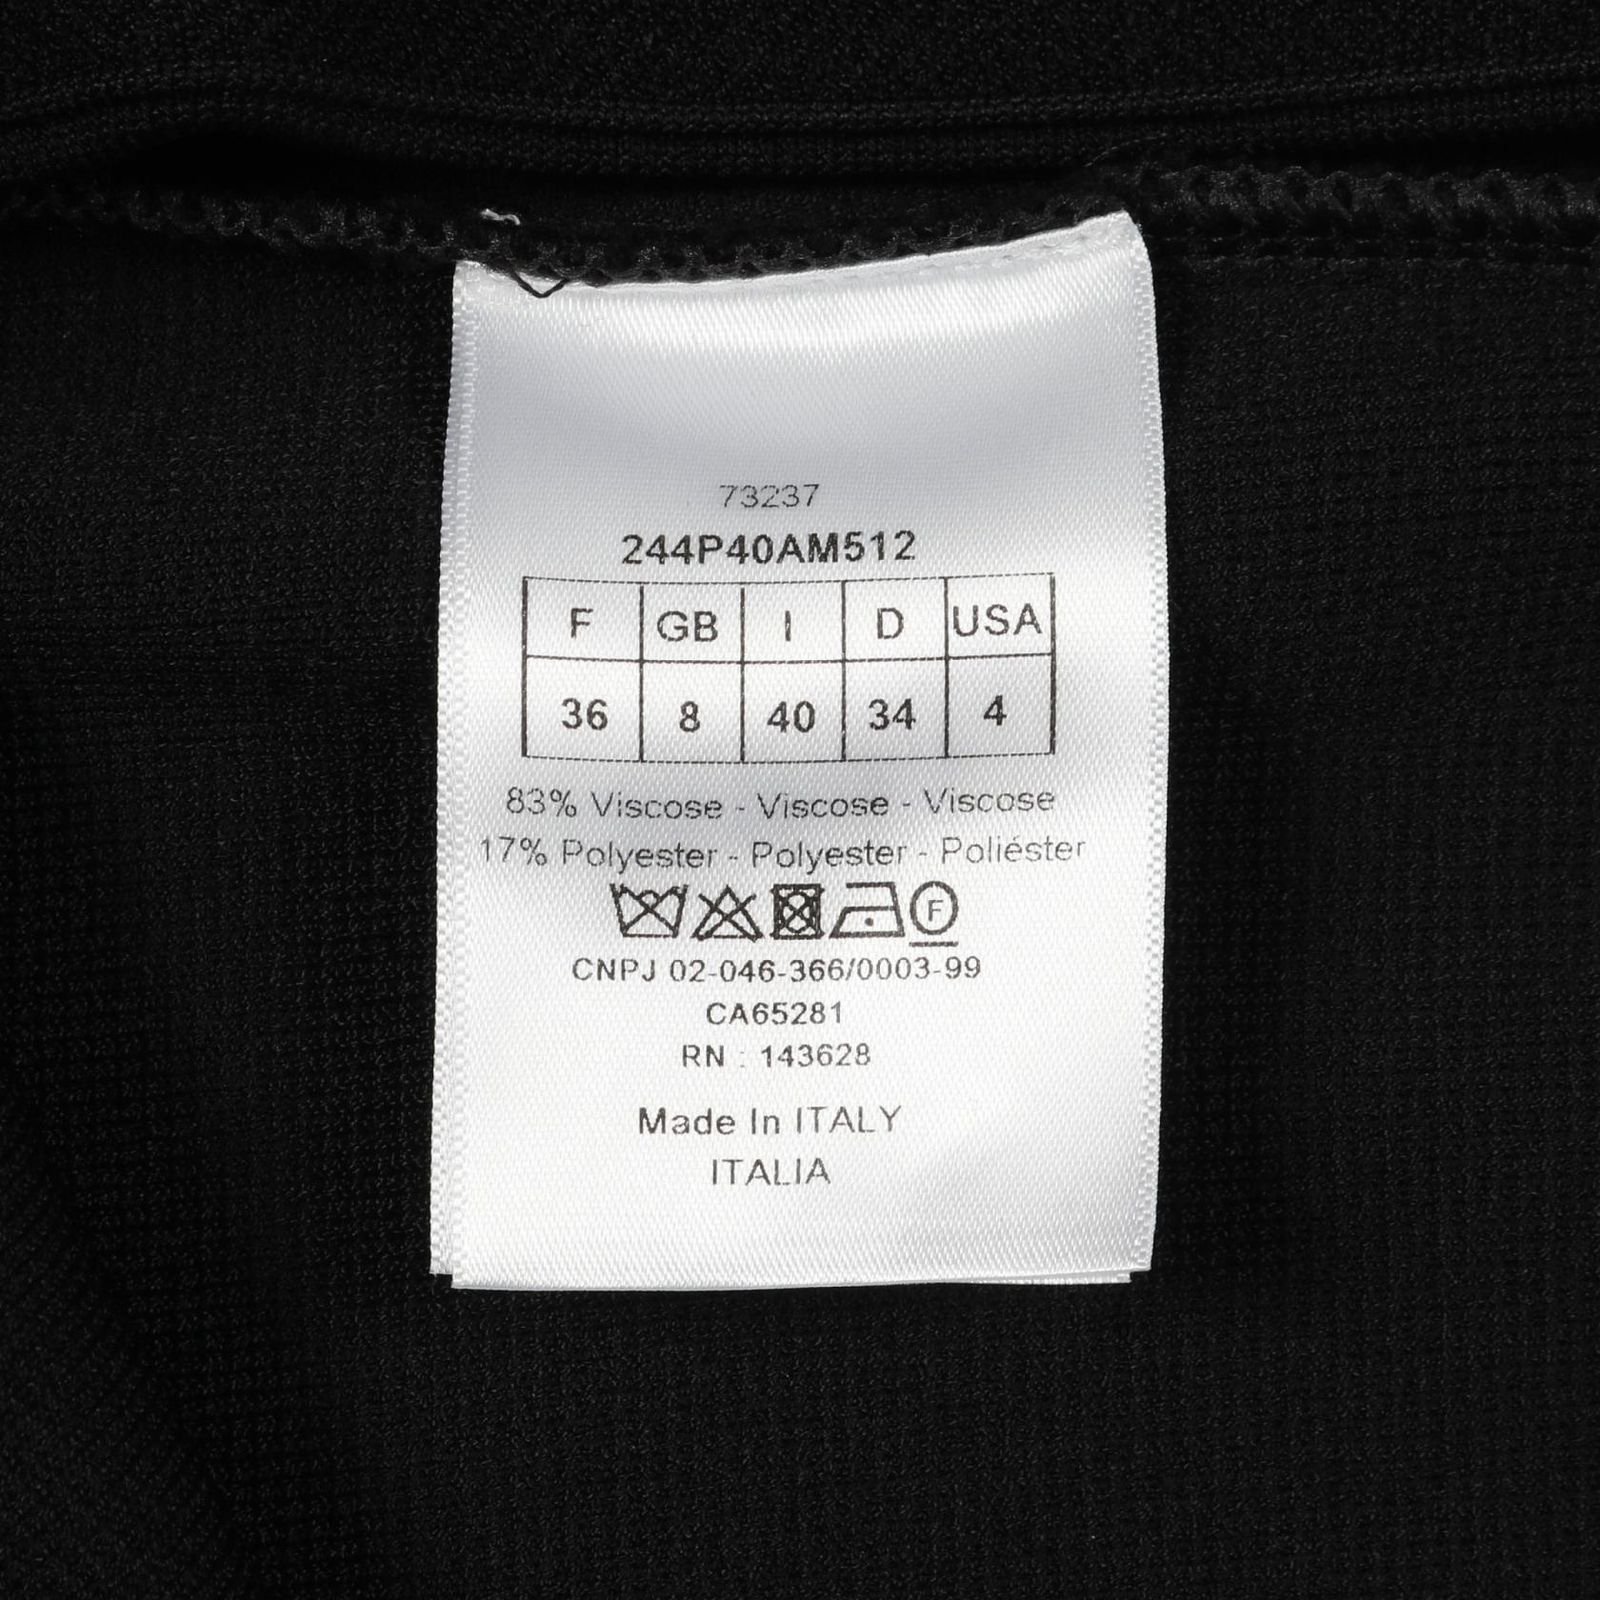 73237
244P40AM512
F GB I D USA
36 8 40 34 4
83% Viscose - Viscose - Viscose
17% Polyester - Polyester - Poliéster
F
CNPJ 02-046-366/0003-99
CA65281
RN : 143628
Made In ITALY
ITALIA